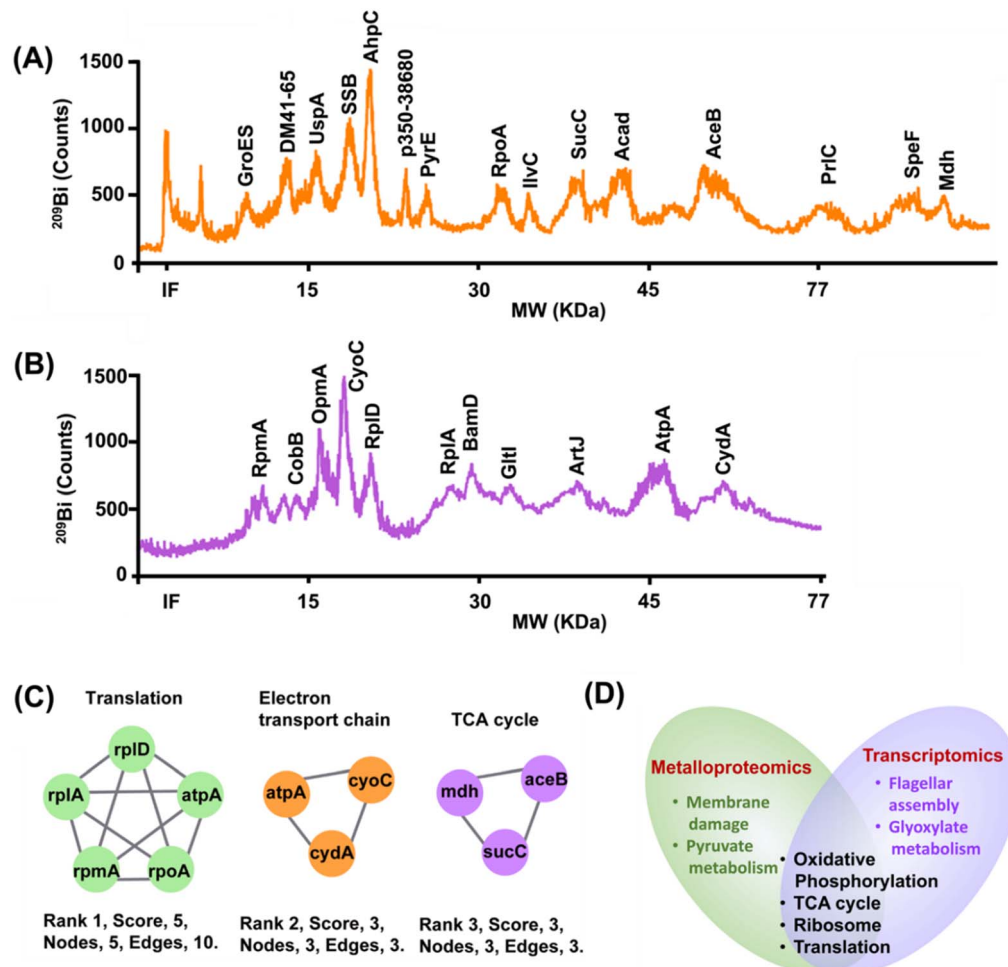 (A)
1500
1000
500
0
²⁰⁹Bi (Counts)
GroES
DM41-65
UspA
SSB
AhpC
p350-38680
PyrE
RpoA
IlvC
SucC
Acad
AceB
PrlC
SpeF
Mdh
IF
15
30
45
77
MW (KDa)
(B)
1500
1000
500
0
²⁰⁹Bi (Counts)
RpmA
CobB
OpmA
CyoC
RplD
RplA
BamD
GltI
ArtJ
AtpA
CydA
IF
15
30
45
77
MW (KDa)
(C)
Translation
rplD
rplA
atpA
rpmA
rpoA
Rank 1, Score, 5,
Nodes, 5, Edges, 10.
Electron
transport chain
atpA
cyoC
cydA
Rank 2, Score, 3,
Nodes, 3, Edges, 3.
TCA cycle
mdh
aceB
sucC
Rank 3, Score, 3,
Nodes, 3, Edges, 3.
(D)
Metalloproteomics
• Membrane
damage
• Pyruvate
metabolism
Transcriptomics
• Flagellar
assembly
• Glyoxylate
metabolism
• Oxidative
Phosphorylation
• TCA cycle
• Ribosome
• Translation